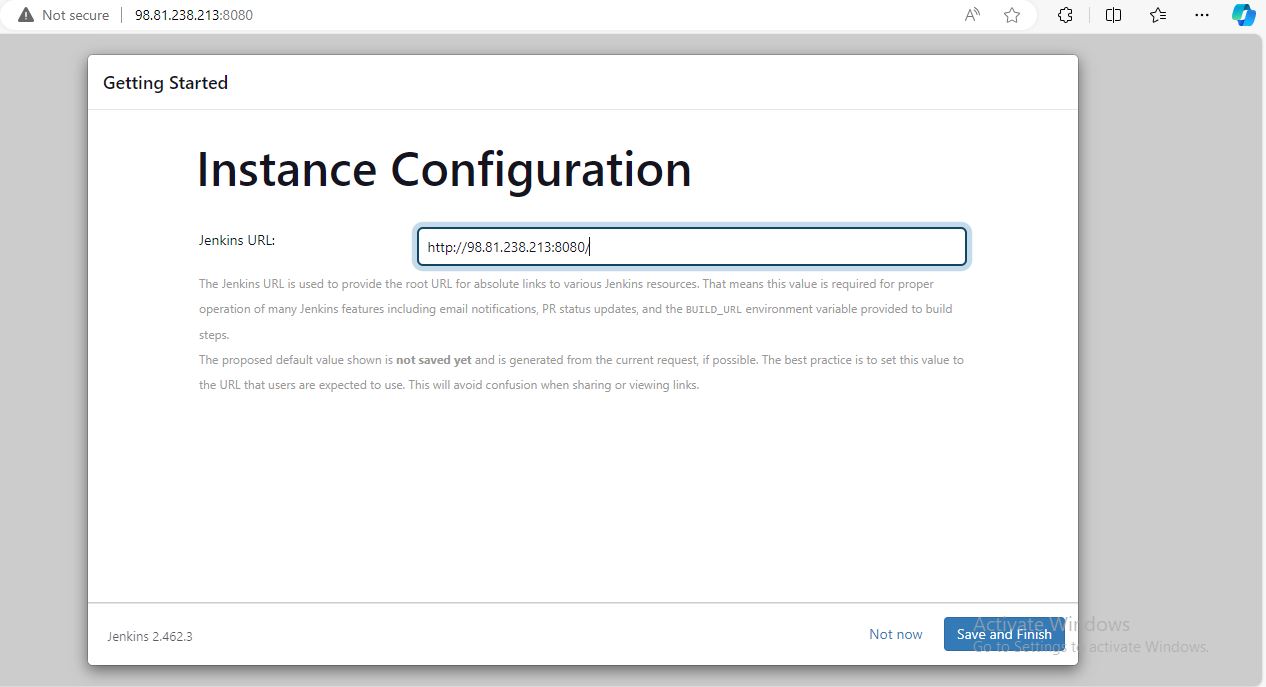 Not secure 98.81.238.213:8080
Getting Started
Instance Configuration
Jenkins URL:
http://98.81.238.213:8080/
The Jenkins URL is used to provide the root URL for absolute links to various Jenkins resources. That means this value is required for proper
operation of many Jenkins features including email notifications, PR status updates, and the BUILD_URL environment variable provided to build
steps.
The proposed default value shown is not saved yet and is generated from the current request, if possible. The best practice is to set this value to
the URL that users are expected to use. This will avoid confusion when sharing or viewing links.
Jenkins 2.462.3
Not now
Save and Finish
Activate Windows
Go to Settings to activate Windows.